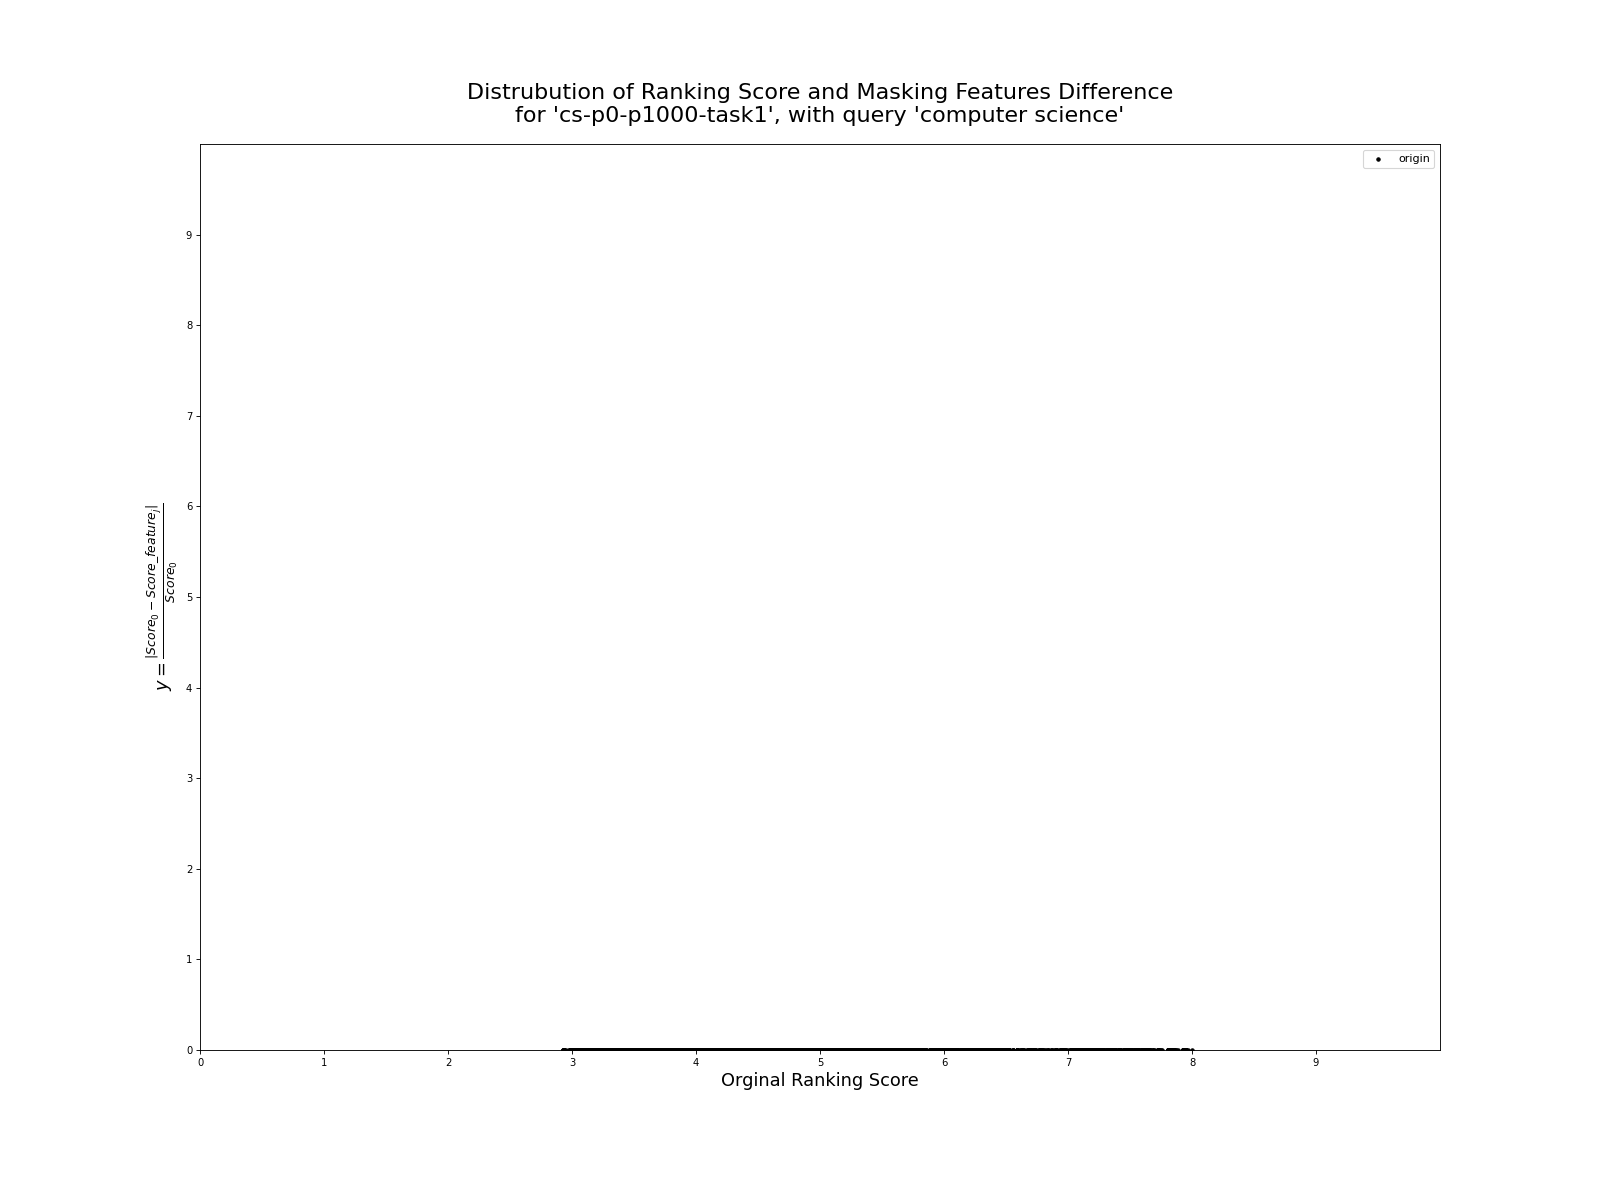 Distrubution of Ranking Score and Masking Features Difference
for 'cs-p0-p1000-task1', with query 'computer science'
origin
9
8
7
6
5
4
3
2
1
0
y = |Score_0 − Score_feature_j| / Score_0
0 1 2 3 4 5 6 7 8 9
Orginal Ranking Score